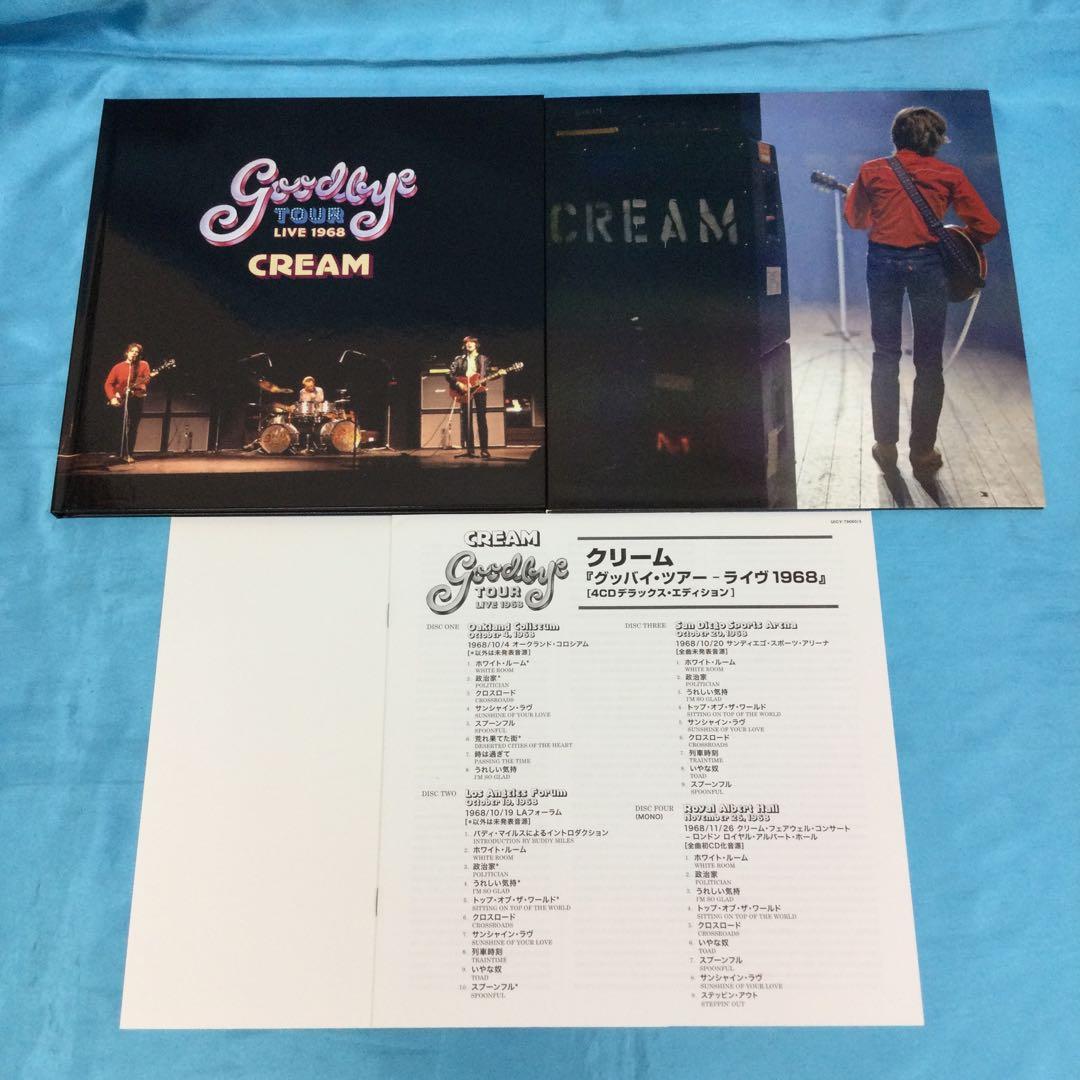 Goodbye
TOUR
LIVE 1968
CREAM
CREAM
CREAM
Goodbye
TOUR
LIVE 1968
クリーム
『グッバイ・ツアー – ライヴ1968』
[4CDデラックス・エディション]
DISC ONE
Oakland Coliseum
October 4, 1968
1968/10/4 オークランド・コロシアム
[*以外は未発表音源]
1. ホワイト・ルーム*
WHITE ROOM
2. 政治家*
POLITICIAN
3. クロスロード
CROSSROADS
4. サンシャイン・ラヴ
SUNSHINE OF YOUR LOVE
5. スプーンフル
SPOONFUL
6. 荒れ果てた街*
DESERTED CITIES OF THE HEART
7. 時は過ぎて
PASSING THE TIME
8. うれしい気持
I'M SO GLAD
DISC TWO
Los Angeles Forum
October 19, 1968
1968/10/19 LAフォーラム
[*以外は未発表音源]
1. バディ・マイルスによるイントロダクション
INTRODUCTION BY BUDDY MILES
2. ホワイト・ルーム
WHITE ROOM
3. 政治家*
POLITICIAN
4. うれしい気持*
I'M SO GLAD
5. トップ・オブ・ザ・ワールド*
SITTING ON TOP OF THE WORLD
6. クロスロード
CROSSROADS
7. サンシャイン・ラヴ
SUNSHINE OF YOUR LOVE
8. 列車時刻
TRAINTIME
9. いやな奴
TOAD
10. スプーンフル*
SPOONFUL
DISC THREE
San Diego Sports Arena
October 20, 1968
1968/10/20 サンディエゴ・スポーツ・アリーナ
[全曲未発表音源]
1. ホワイト・ルーム
WHITE ROOM
2. 政治家
POLITICIAN
3. うれしい気持
I'M SO GLAD
4. トップ・オブ・ザ・ワールド
SITTING ON TOP OF THE WORLD
5. サンシャイン・ラヴ
SUNSHINE OF YOUR LOVE
6. クロスロード
CROSSROADS
7. 列車時刻
TRAINTIME
8. いやな奴
TOAD
9. スプーンフル
SPOONFUL
DISC FOUR
(MONO)
Royal Albert Hall
November 26, 1968
1968/11/26 クリーム・フェアウェル・コンサート
– ロンドン ロイヤル・アルバート・ホール
[全曲初CD化音源]
1. ホワイト・ルーム
WHITE ROOM
2. 政治家
POLITICIAN
3. うれしい気持
I'M SO GLAD
4. トップ・オブ・ザ・ワールド
SITTING ON TOP OF THE WORLD
5. クロスロード
CROSSROADS
6. いやな奴
TOAD
7. スプーンフル
SPOONFUL
8. サンシャイン・ラヴ
SUNSHINE OF YOUR LOVE
9. ステッピン・アウト
STEPPIN' OUT